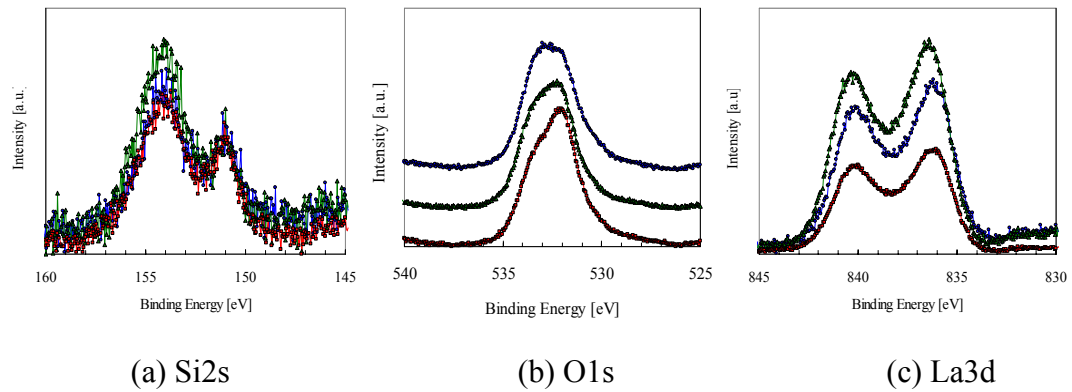 Intensity [a.u.
160
155
150
145
Binding Energy [eV]
(a) Si2s
Intensity [a.u.]
540
535
530
525
Binding Energy [eV]
(b) O1s
Intensity [a.u]
845
840
835
830
Binding Energy [eV]
(c) La3d